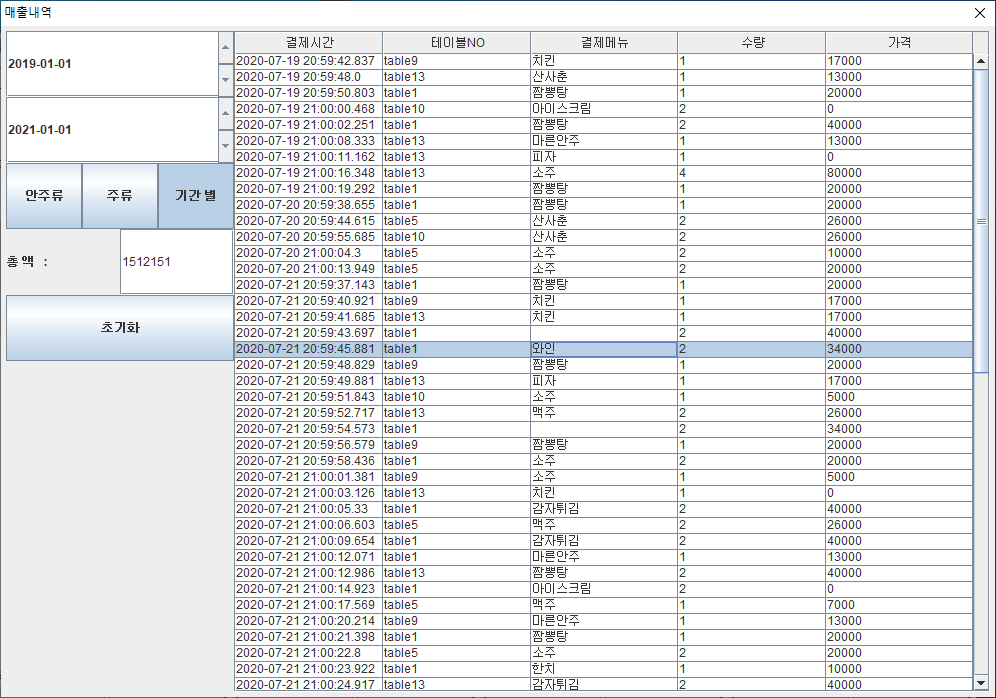 매출내역
2019-01-01
2021-01-01
안주류 주류 기간 별
총 액 : 1512151
초기화
결제시간 테이블NO 결제메뉴 수량 가격
2020-07-19 20:59:42.837 table9 치킨 1 17000
2020-07-19 20:59:48.0 table13 산사춘 1 13000
2020-07-19 20:59:50.803 table1 짬뽕탕 1 20000
2020-07-19 21:00:00.468 table10 아이스크림 2 0
2020-07-19 21:00:02.251 table1 짬뽕탕 2 40000
2020-07-19 21:00:08.333 table13 마른안주 1 13000
2020-07-19 21:00:11.162 table13 피자 1 0
2020-07-19 21:00:16.348 table13 소주 4 80000
2020-07-19 21:00:19.292 table1 짬뽕탕 1 20000
2020-07-20 20:59:38.655 table1 짬뽕탕 1 20000
2020-07-20 20:59:44.615 table5 산사춘 2 26000
2020-07-20 20:59:55.685 table10 산사춘 2 26000
2020-07-20 21:00:04.3 table5 소주 2 10000
2020-07-20 21:00:13.949 table5 소주 2 20000
2020-07-21 20:59:37.143 table1 짬뽕탕 1 20000
2020-07-21 20:59:40.921 table9 치킨 1 17000
2020-07-21 20:59:41.685 table13 치킨 1 17000
2020-07-21 20:59:43.697 table1 2 40000
2020-07-21 20:59:45.881 table1 와인 2 34000
2020-07-21 20:59:48.829 table9 짬뽕탕 1 20000
2020-07-21 20:59:49.881 table13 피자 1 17000
2020-07-21 20:59:51.843 table10 소주 1 5000
2020-07-21 20:59:52.717 table13 맥주 2 26000
2020-07-21 20:59:54.573 table1 2 34000
2020-07-21 20:59:56.579 table9 짬뽕탕 1 20000
2020-07-21 20:59:58.436 table1 소주 2 20000
2020-07-21 21:00:01.381 table9 소주 1 5000
2020-07-21 21:00:03.126 table13 치킨 1 0
2020-07-21 21:00:05.33 table1 감자튀김 2 40000
2020-07-21 21:00:06.603 table5 맥주 2 26000
2020-07-21 21:00:09.654 table1 감자튀김 2 40000
2020-07-21 21:00:12.071 table1 마른안주 1 13000
2020-07-21 21:00:12.986 table13 짬뽕탕 2 40000
2020-07-21 21:00:14.923 table1 아이스크림 2 0
2020-07-21 21:00:17.569 table5 맥주 1 7000
2020-07-21 21:00:20.214 table9 마른안주 1 13000
2020-07-21 21:00:21.398 table1 짬뽕탕 1 20000
2020-07-21 21:00:22.8 table5 소주 2 20000
2020-07-21 21:00:23.922 table1 한치 1 10000
2020-07-21 21:00:24.917 table13 감자튀김 2 40000